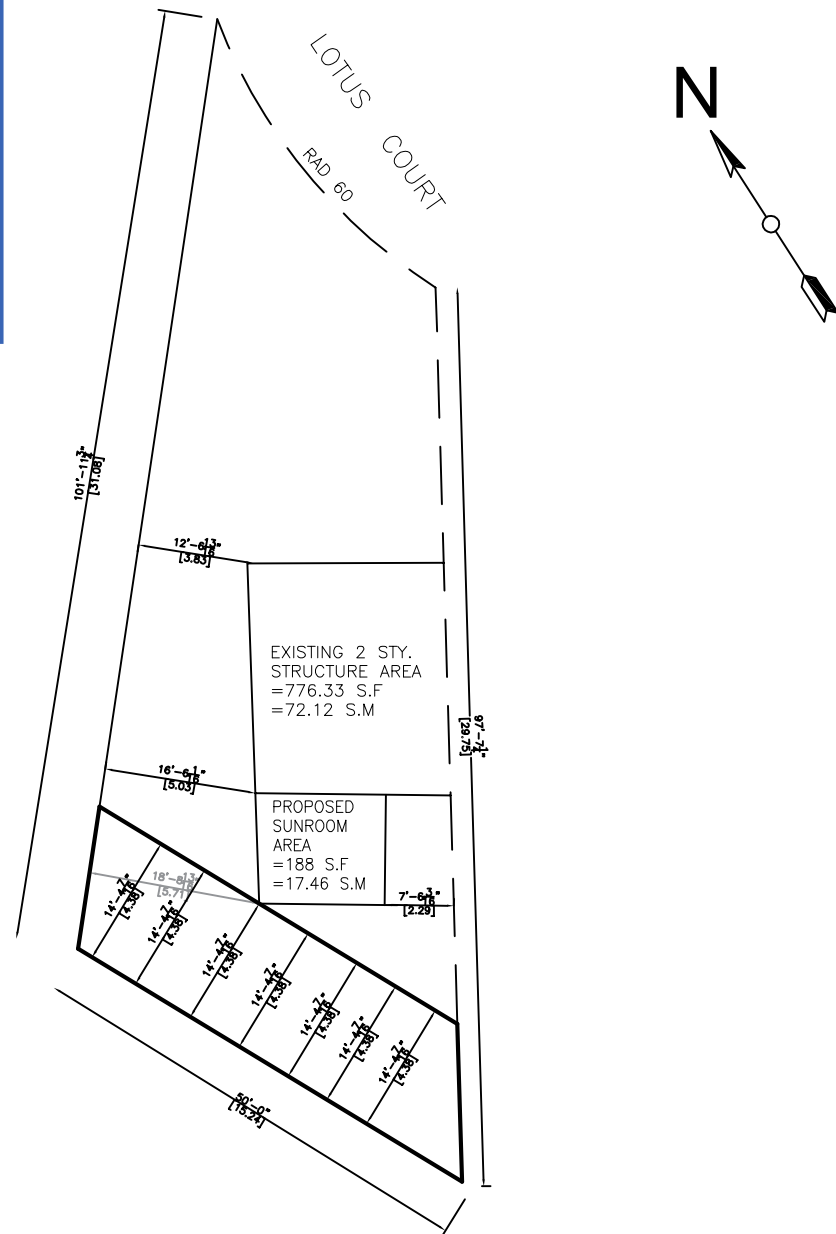 LOTUS COURT
RAD 60
N
101'-11 3/4"
[31.08]
12'-6 13/16"
[3.83]
EXISTING 2 STY.
STRUCTURE AREA
=776.33 S.F
=72.12 S.M
97'-7 1/4"
[29.75]
16'-6 1/16"
[5.03]
PROPOSED
SUNROOM
AREA
=188 S.F
=17.46 S.M
18'-8 13/16"
[5.71]
7'-6 3/16"
[2.29]
14'-4 7/16"
[4.38]
14'-4 7/16"
[4.38]
14'-4 7/16"
[4.38]
14'-4 7/16"
[4.38]
14'-4 7/16"
[4.38]
14'-4 7/16"
[4.38]
14'-4 7/16"
[4.38]
50'-0"
[15.24]